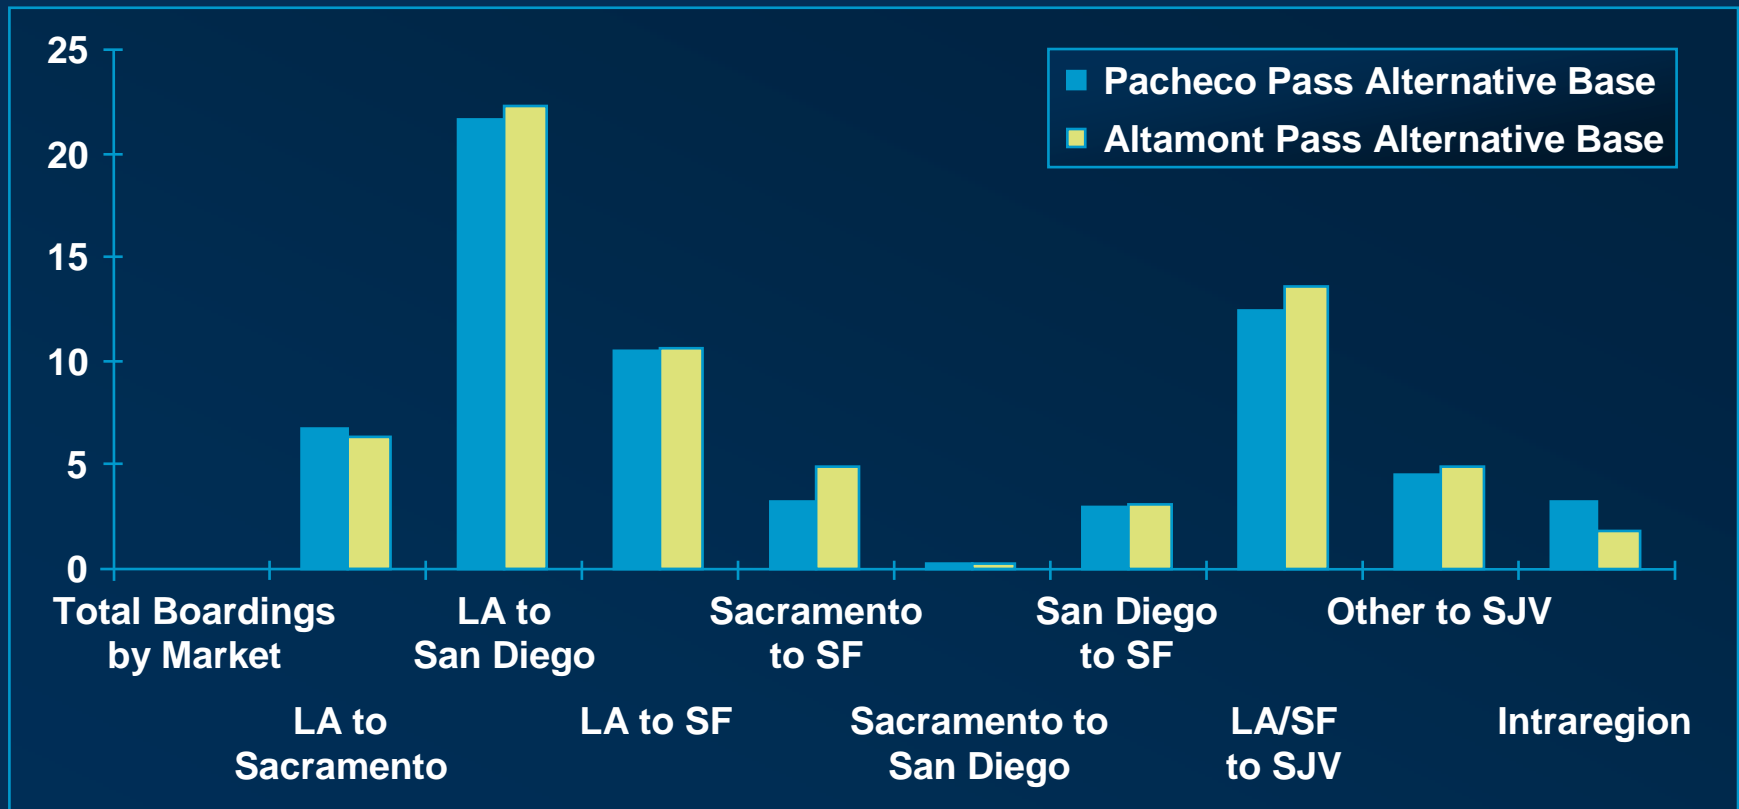 25
20
15
10
5
0
Pacheco Pass Alternative Base
Altamont Pass Alternative Base
Total Boardings
by Market
LA to
Sacramento
LA to
San Diego
LA to SF
Sacramento
to SF
Sacramento to
San Diego
San Diego
to SF
LA/SF
to SJV
Other to SJV
Intraregion